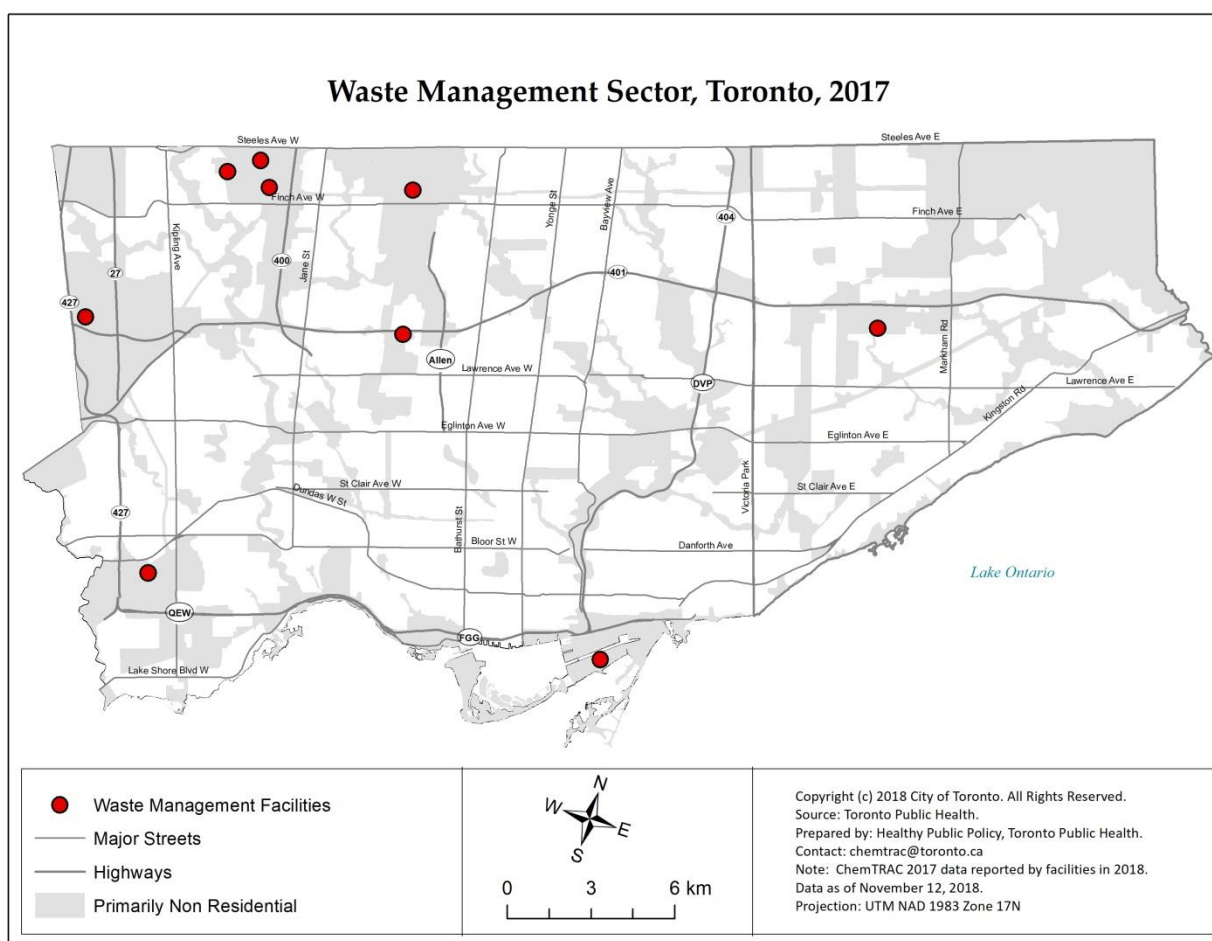 Waste Management Sector, Toronto, 2017
Steeles Ave W
Steeles Ave E
Finch Ave W
Finch Ave E
Kipling Ave
Jane St
Yonge St
Bayview Ave
404
427
27
400
401
Markham Rd
Allen
Lawrence Ave W
DVP
Lawrence Ave E
Kingston Rd
Eglinton Ave W
Eglinton Ave E
Victoria Park
St Clair Ave W
St Clair Ave E
Dundas W St
427
Bathurst St
Bloor St W
Danforth Ave
Lake Ontario
QEW
FGG
Lake Shore Blvd W
Waste Management Facilities
Major Streets
Highways
Primarily Non Residential
N
W
E
S
0 3 6 km
Copyright (c) 2018 City of Toronto. All Rights Reserved.
Source: Toronto Public Health.
Prepared by: Healthy Public Policy, Toronto Public Health.
Contact: chemtrac@toronto.ca
Note: ChemTRAC 2017 data reported by facilities in 2018.
Data as of November 12, 2018.
Projection: UTM NAD 1983 Zone 17N